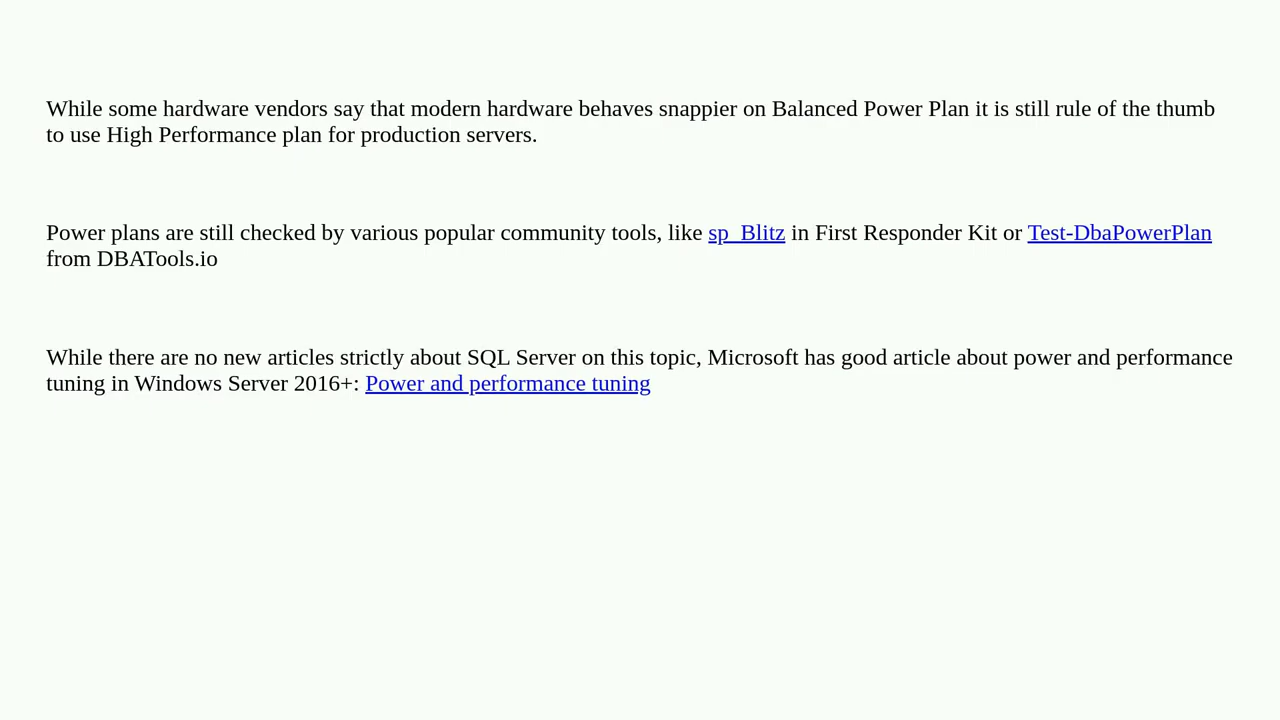 While some hardware vendors say that modern hardware behaves snappier on Balanced Power Plan it is still rule of the thumb
to use High Performance plan for production servers.
Power plans are still checked by various popular community tools, like sp_Blitz in First Responder Kit or Test-DbaPowerPlan
from DBATools.io
While there are no new articles strictly about SQL Server on this topic, Microsoft has good article about power and performance
tuning in Windows Server 2016+: Power and performance tuning